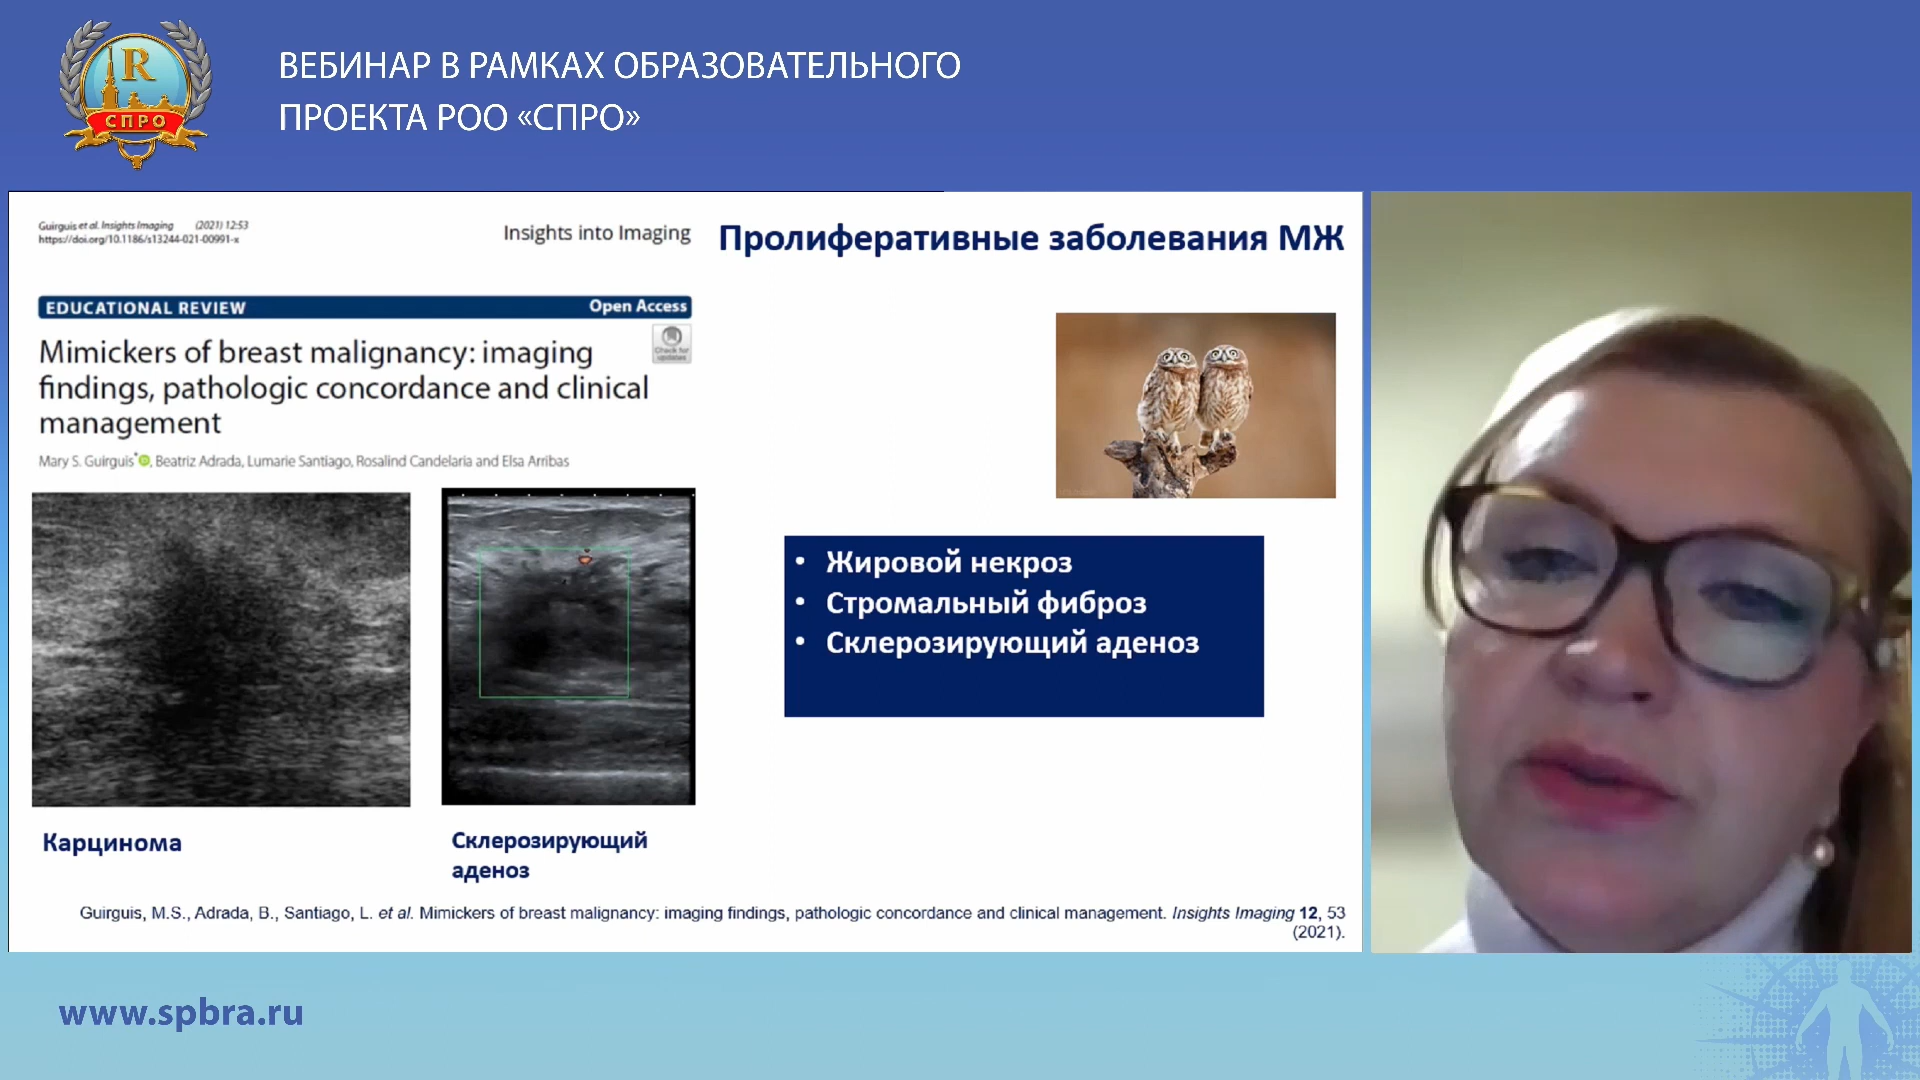 R
СПРО
ВЕБИНАР В РАМКАХ ОБРАЗОВАТЕЛЬНОГО
ПРОЕКТА РОО «СПРО»
Guirguis et al. Insights Imaging (2021) 12:53
https://doi.org/10.1186/s13244-021-00991-x
Insights into Imaging
Пролиферативные заболевания МЖ
EDUCATIONAL REVIEW
Open Access
Check for
updates
Mimickers of breast malignancy: imaging
findings, pathologic concordance and clinical
management
Mary S. Guirguis*, Beatriz Adrada, Lumarie Santiago, Rosalind Candelaria and Elsa Arribas
• Жировой некроз
• Стромальный фиброз
• Склерозирующий аденоз
Карцинома
Склерозирующий
аденоз
Guirguis, M.S., Adrada, B., Santiago, L. et al. Mimickers of breast malignancy: imaging findings, pathologic concordance and clinical management. Insights Imaging 12, 53
(2021).
www.spbra.ru